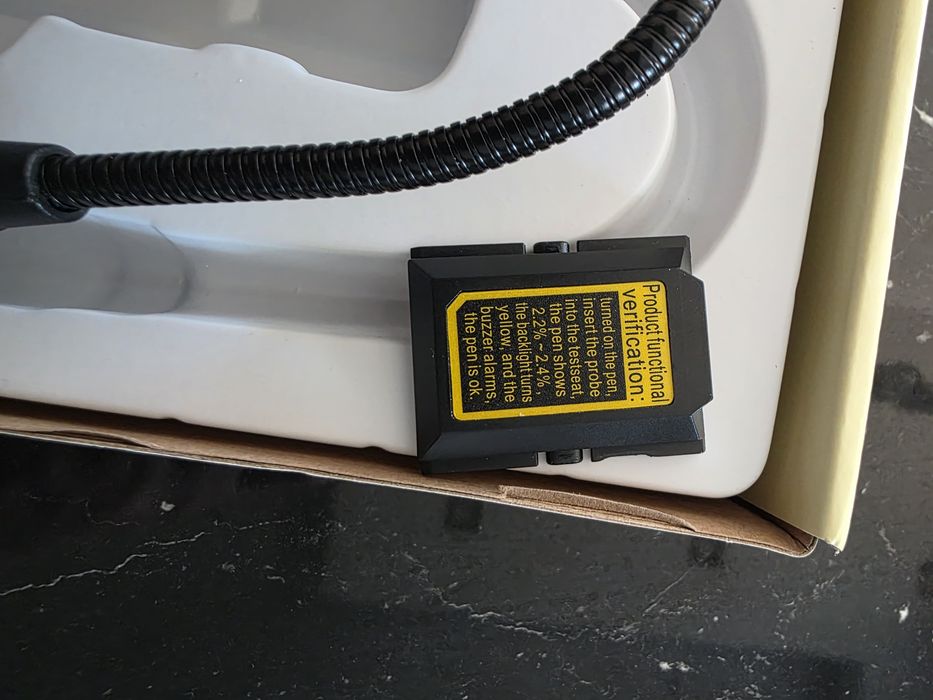 Product functional
verification:
turned on the pen,
insert the probe
into the testseat,
the pen shows
2.2%~2.4%,
the backlight turns
yellow, and the
buzzer alarms,
the pen is ok.